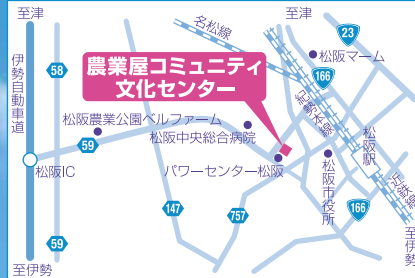 至津
至津
名松線
23
伊勢自動車道
58
農業屋コミュニティ
文化センター
松阪マーム
166
紀勢本線
松阪農業公園ベルファーム
松阪中央総合病院
松阪駅
59
松阪IC
パワーセンター松阪
松阪市役所
近鉄線
147
757
166
59
至伊勢
至伊勢